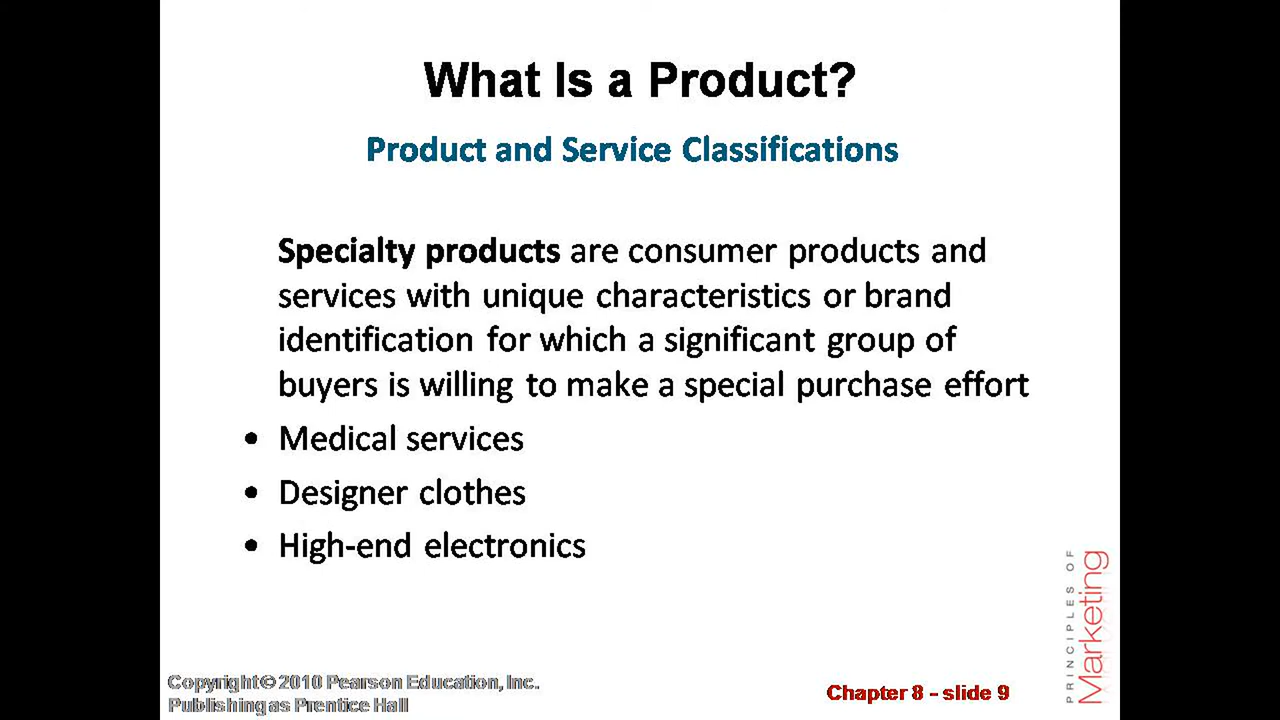 What Is a Product?
Product and Service Classifications
Specialty products are consumer products and
services with unique characteristics or brand
identification for which a significant group of
buyers is willing to make a special purchase effort
• Medical services
• Designer clothes
• High-end electronics
PRINCIPLES OF
Marketing
Copyright © 2010 Pearson Education, Inc.
Publishing as Prentice Hall
Chapter 8 - slide 9